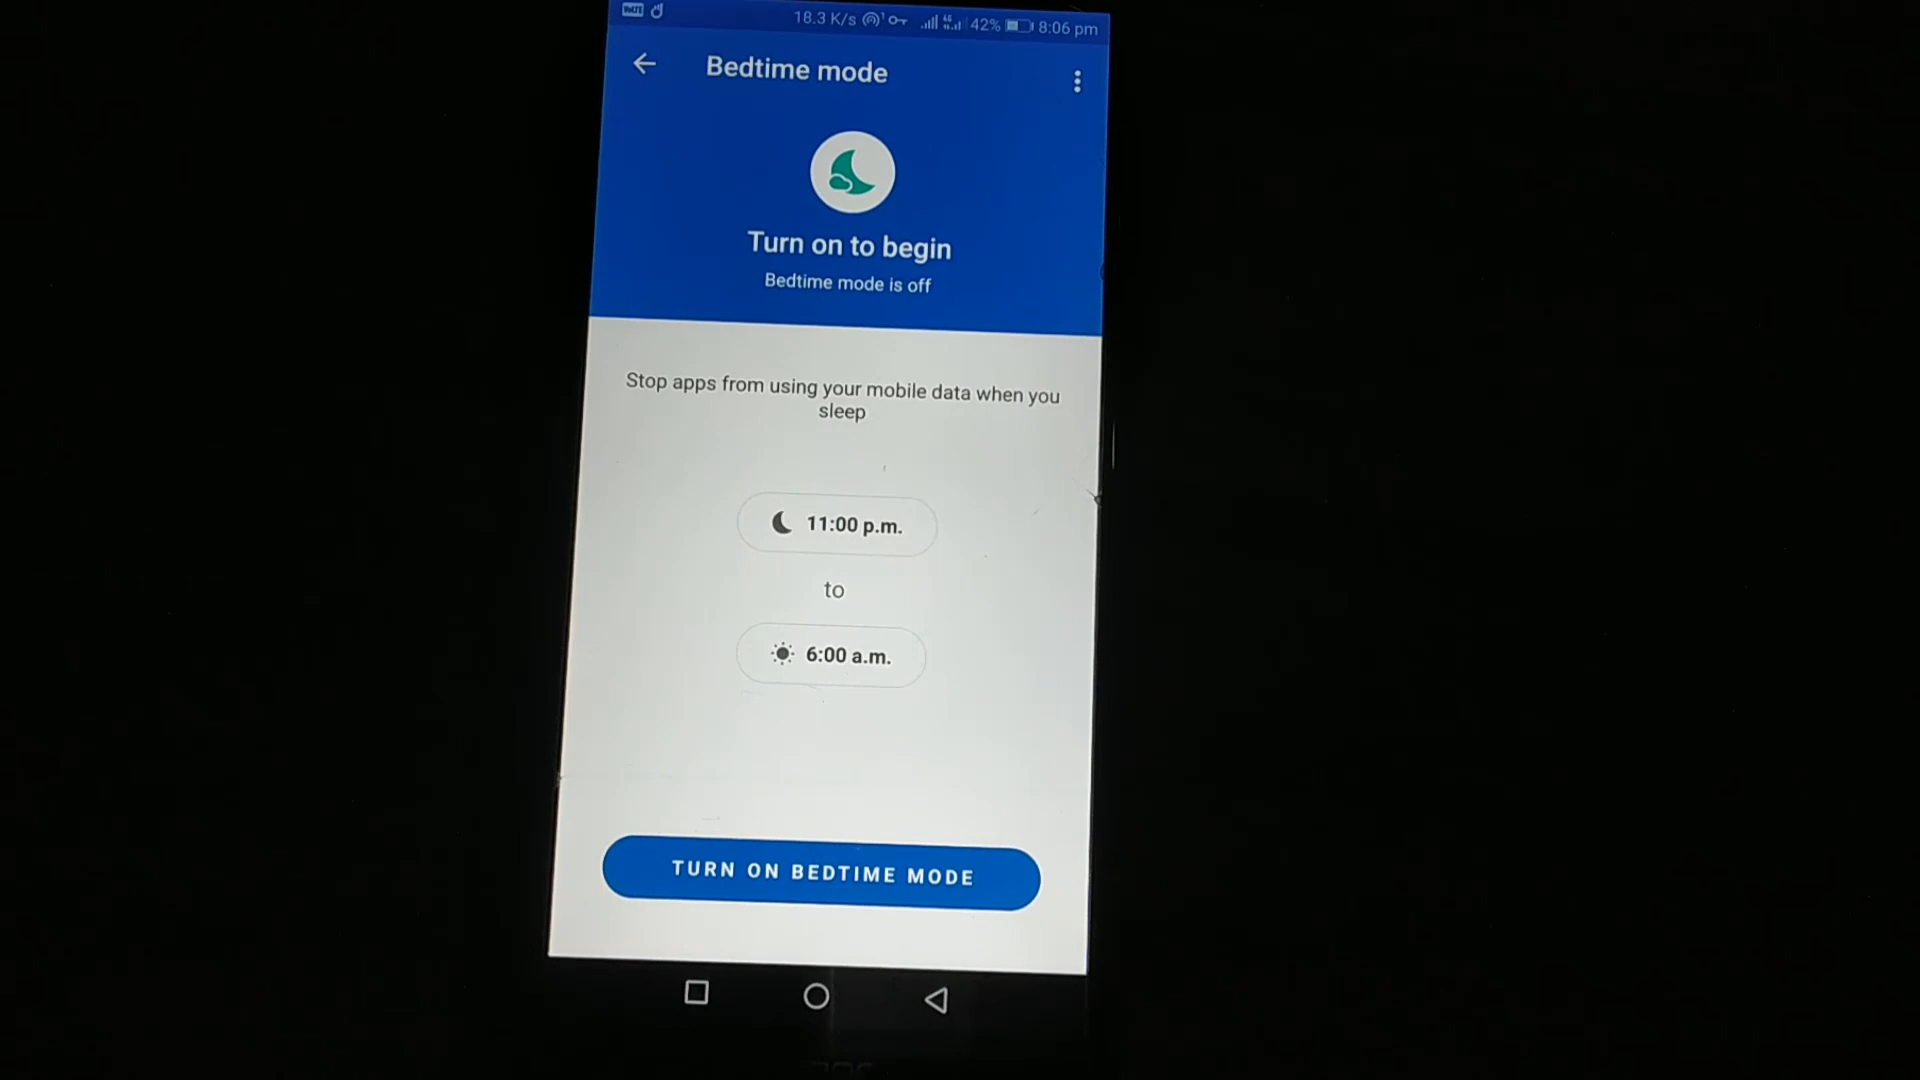 18.3 K/s 4G 42% 8:06 pm
Bedtime mode
Turn on to begin
Bedtime mode is off
Stop apps from using your mobile data when you
sleep
11:00 p.m.
to
6:00 a.m.
TURN ON BEDTIME MODE